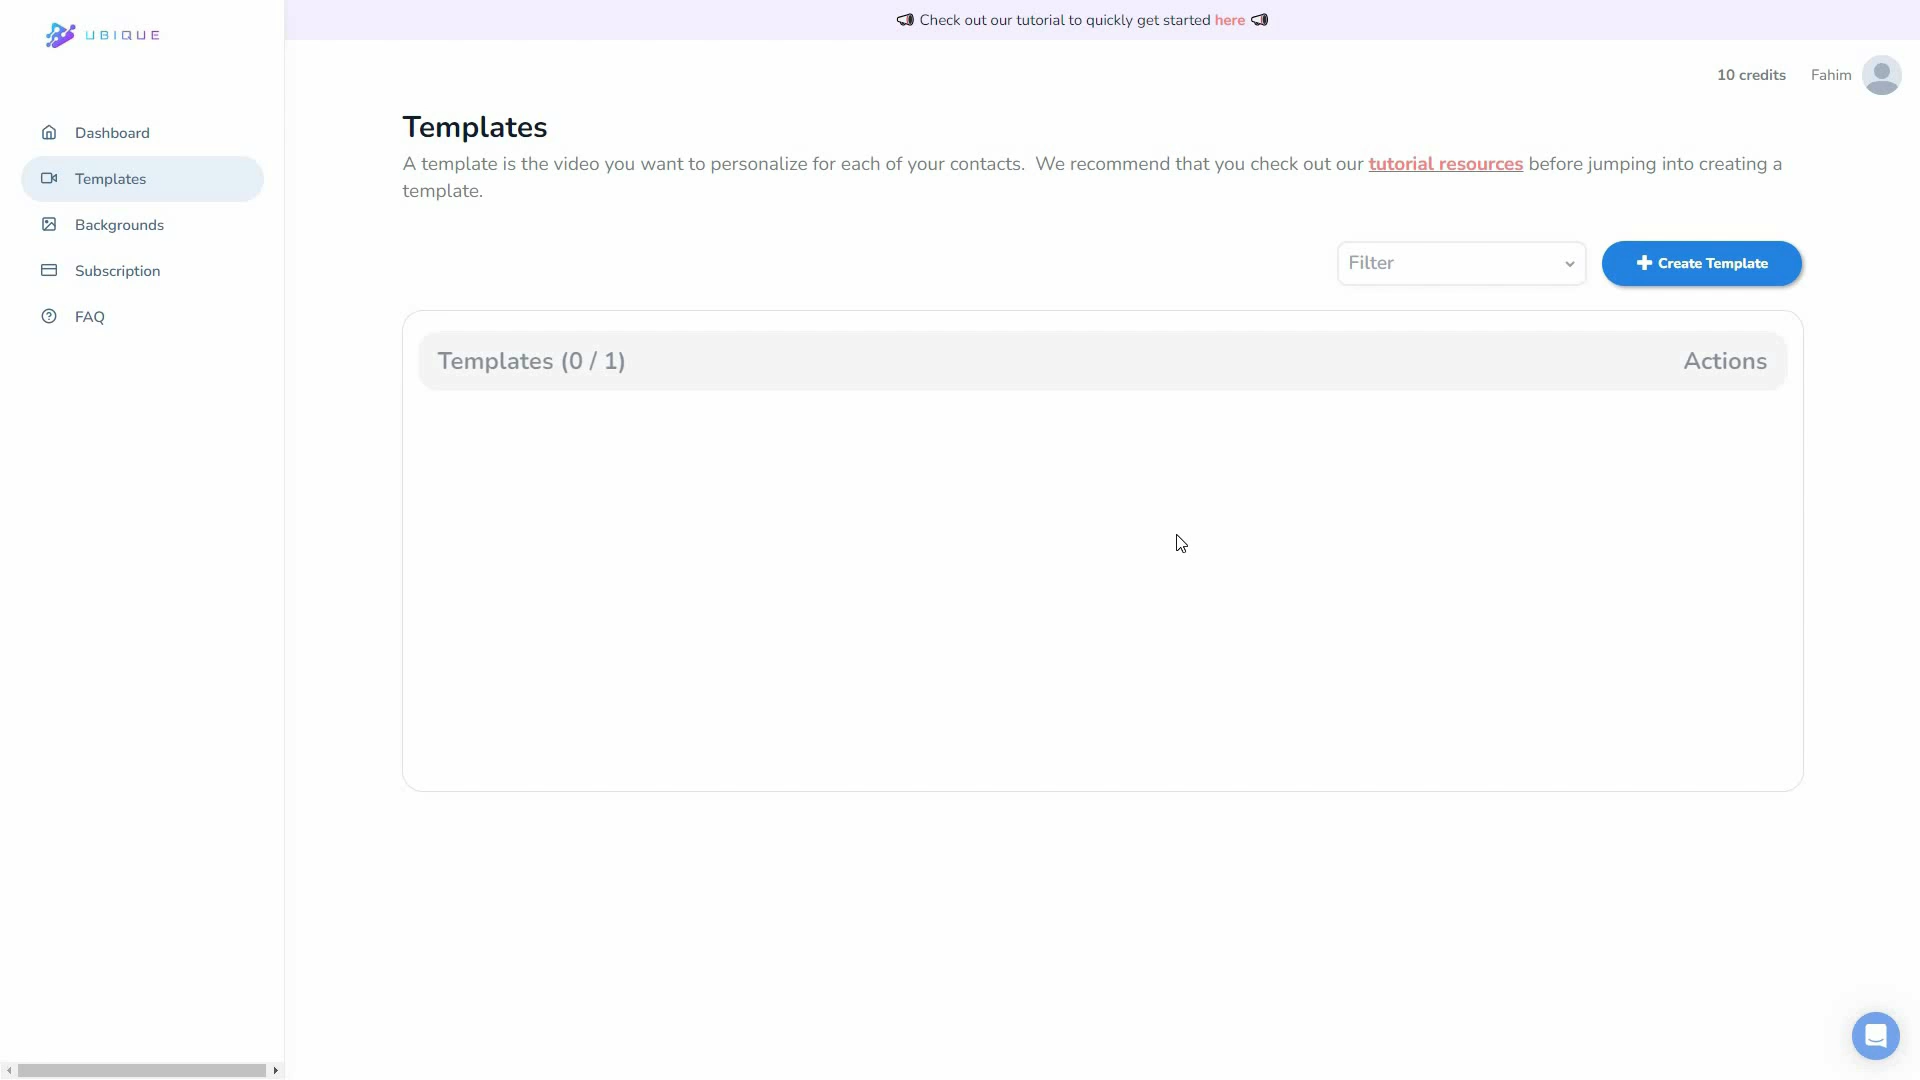 UBIQUE
Check out our tutorial to quickly get started here
10 credits
Fahim
Dashboard
Templates
Backgrounds
Subscription
FAQ
Templates
A template is the video you want to personalize for each of your contacts. We recommend that you check out our tutorial resources before jumping into creating a
template.
Filter
Create Template
Templates (0 / 1)
Actions